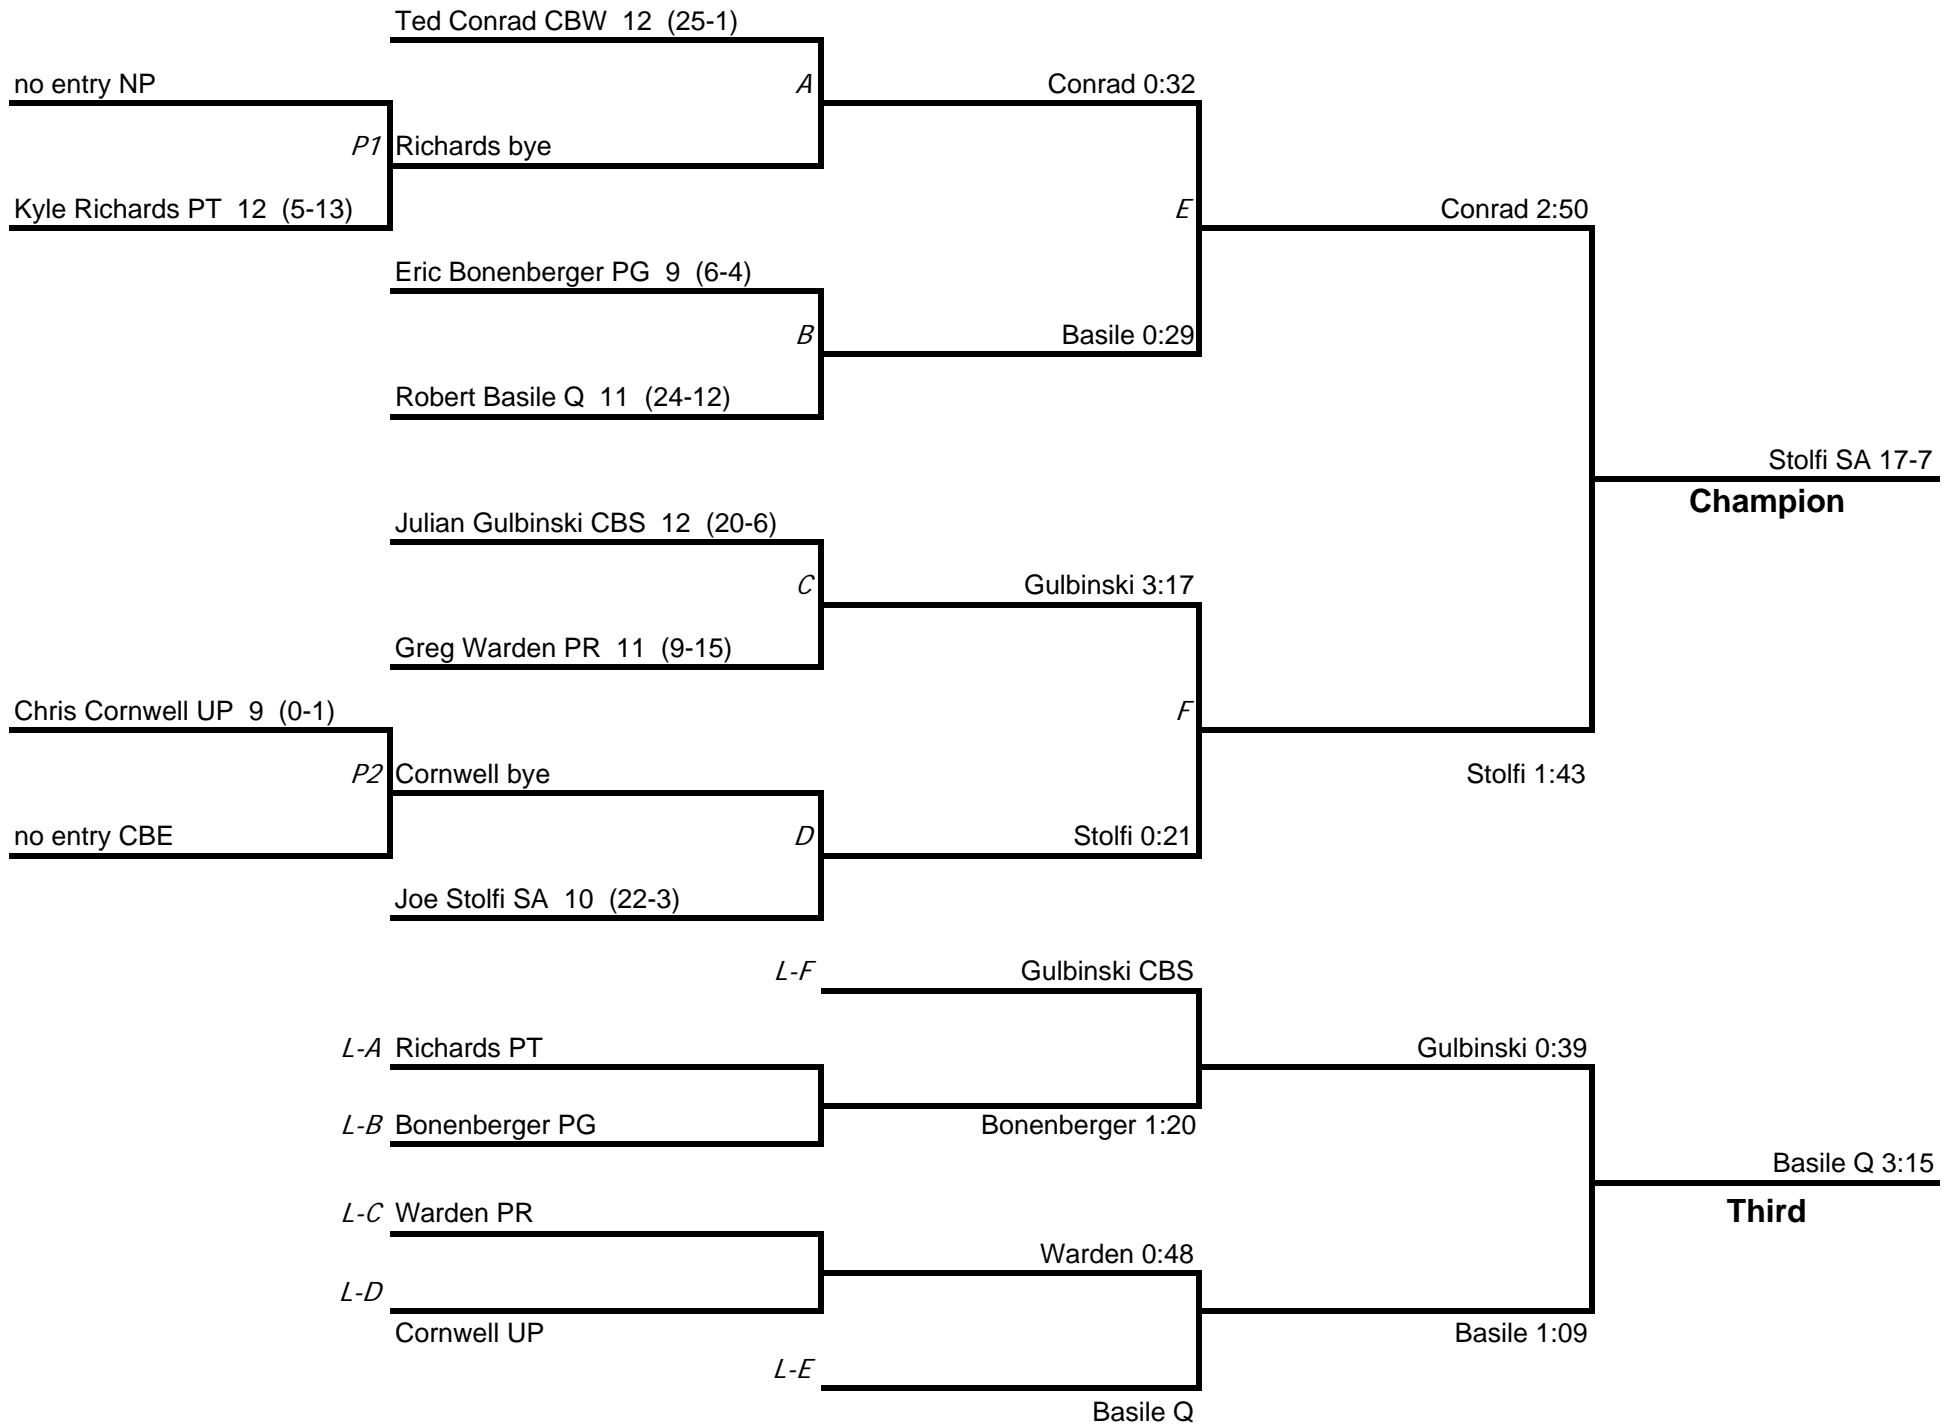 Ted Conrad CBW  12  (25-1)
no entry NP
A
Conrad 0:32
P1
Richards bye
Kyle Richards PT  12  (5-13)
E
Conrad 2:50
Eric Bonenberger PG  9  (6-4)
B
Basile 0:29
Robert Basile Q  11  (24-12)
Stolfi SA 17-7
Champion
Julian Gulbinski CBS  12  (20-6)
C
Gulbinski 3:17
Greg Warden PR  11  (9-15)
Chris Cornwell UP  9  (0-1)
F
P2
Cornwell bye
Stolfi 1:43
no entry CBE
D
Stolfi 0:21
Joe Stolfi SA  10  (22-3)
L-F
Gulbinski CBS
L-A
Richards PT
Gulbinski 0:39
L-B
Bonenberger PG
Bonenberger 1:20
Basile Q 3:15
Third
L-C
Warden PR
Warden 0:48
L-D
Cornwell UP
Basile 1:09
L-E
Basile Q